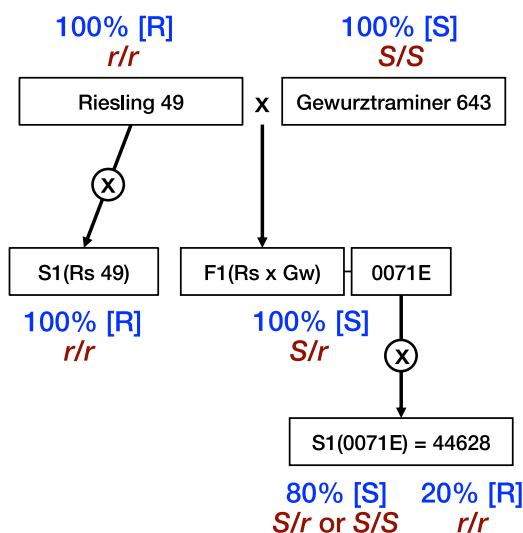 100% [R] 100% [S]
r/r S/S
Riesling 49 x Gewurztraminer 643
x
S1(Rs 49) F1(Rs x Gw) 0071E
100% [R] 100% [S]
r/r S/r
x
S1(0071E) = 44628
80% [S] 20% [R]
S/r or S/S r/r